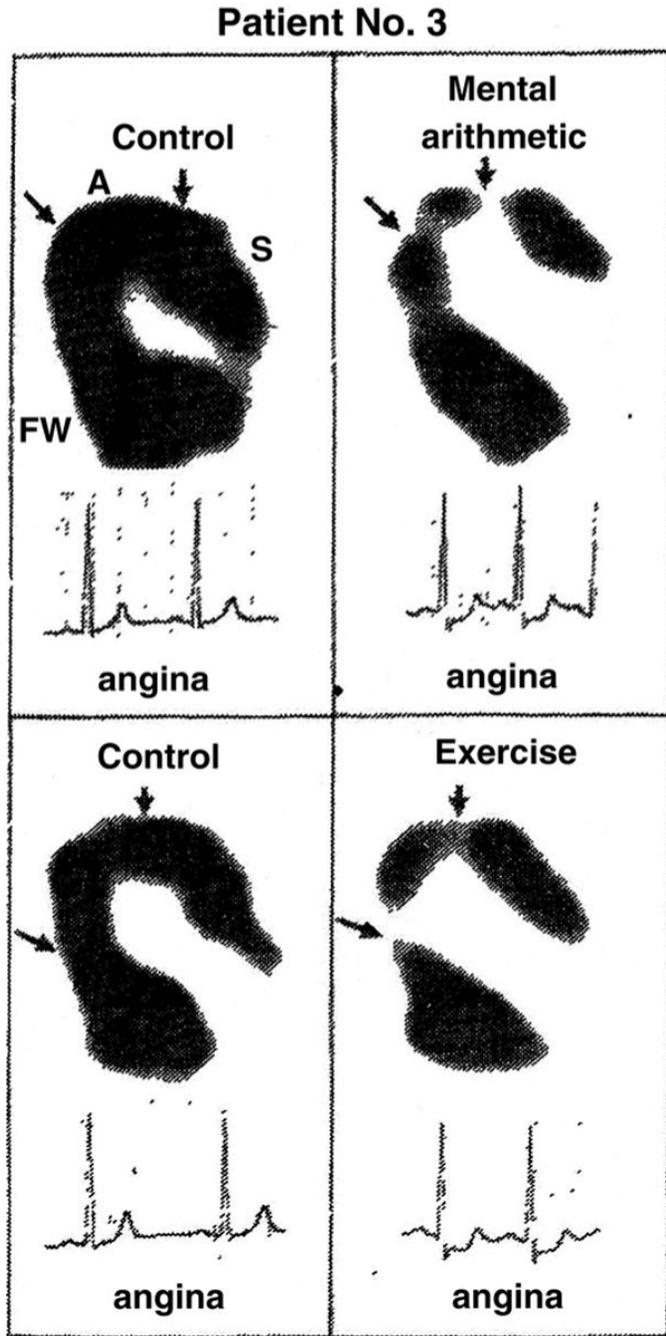 Patient No. 3
Control
A
S
FW
angina
Mental
arithmetic
angina
Control
angina
Exercise
angina